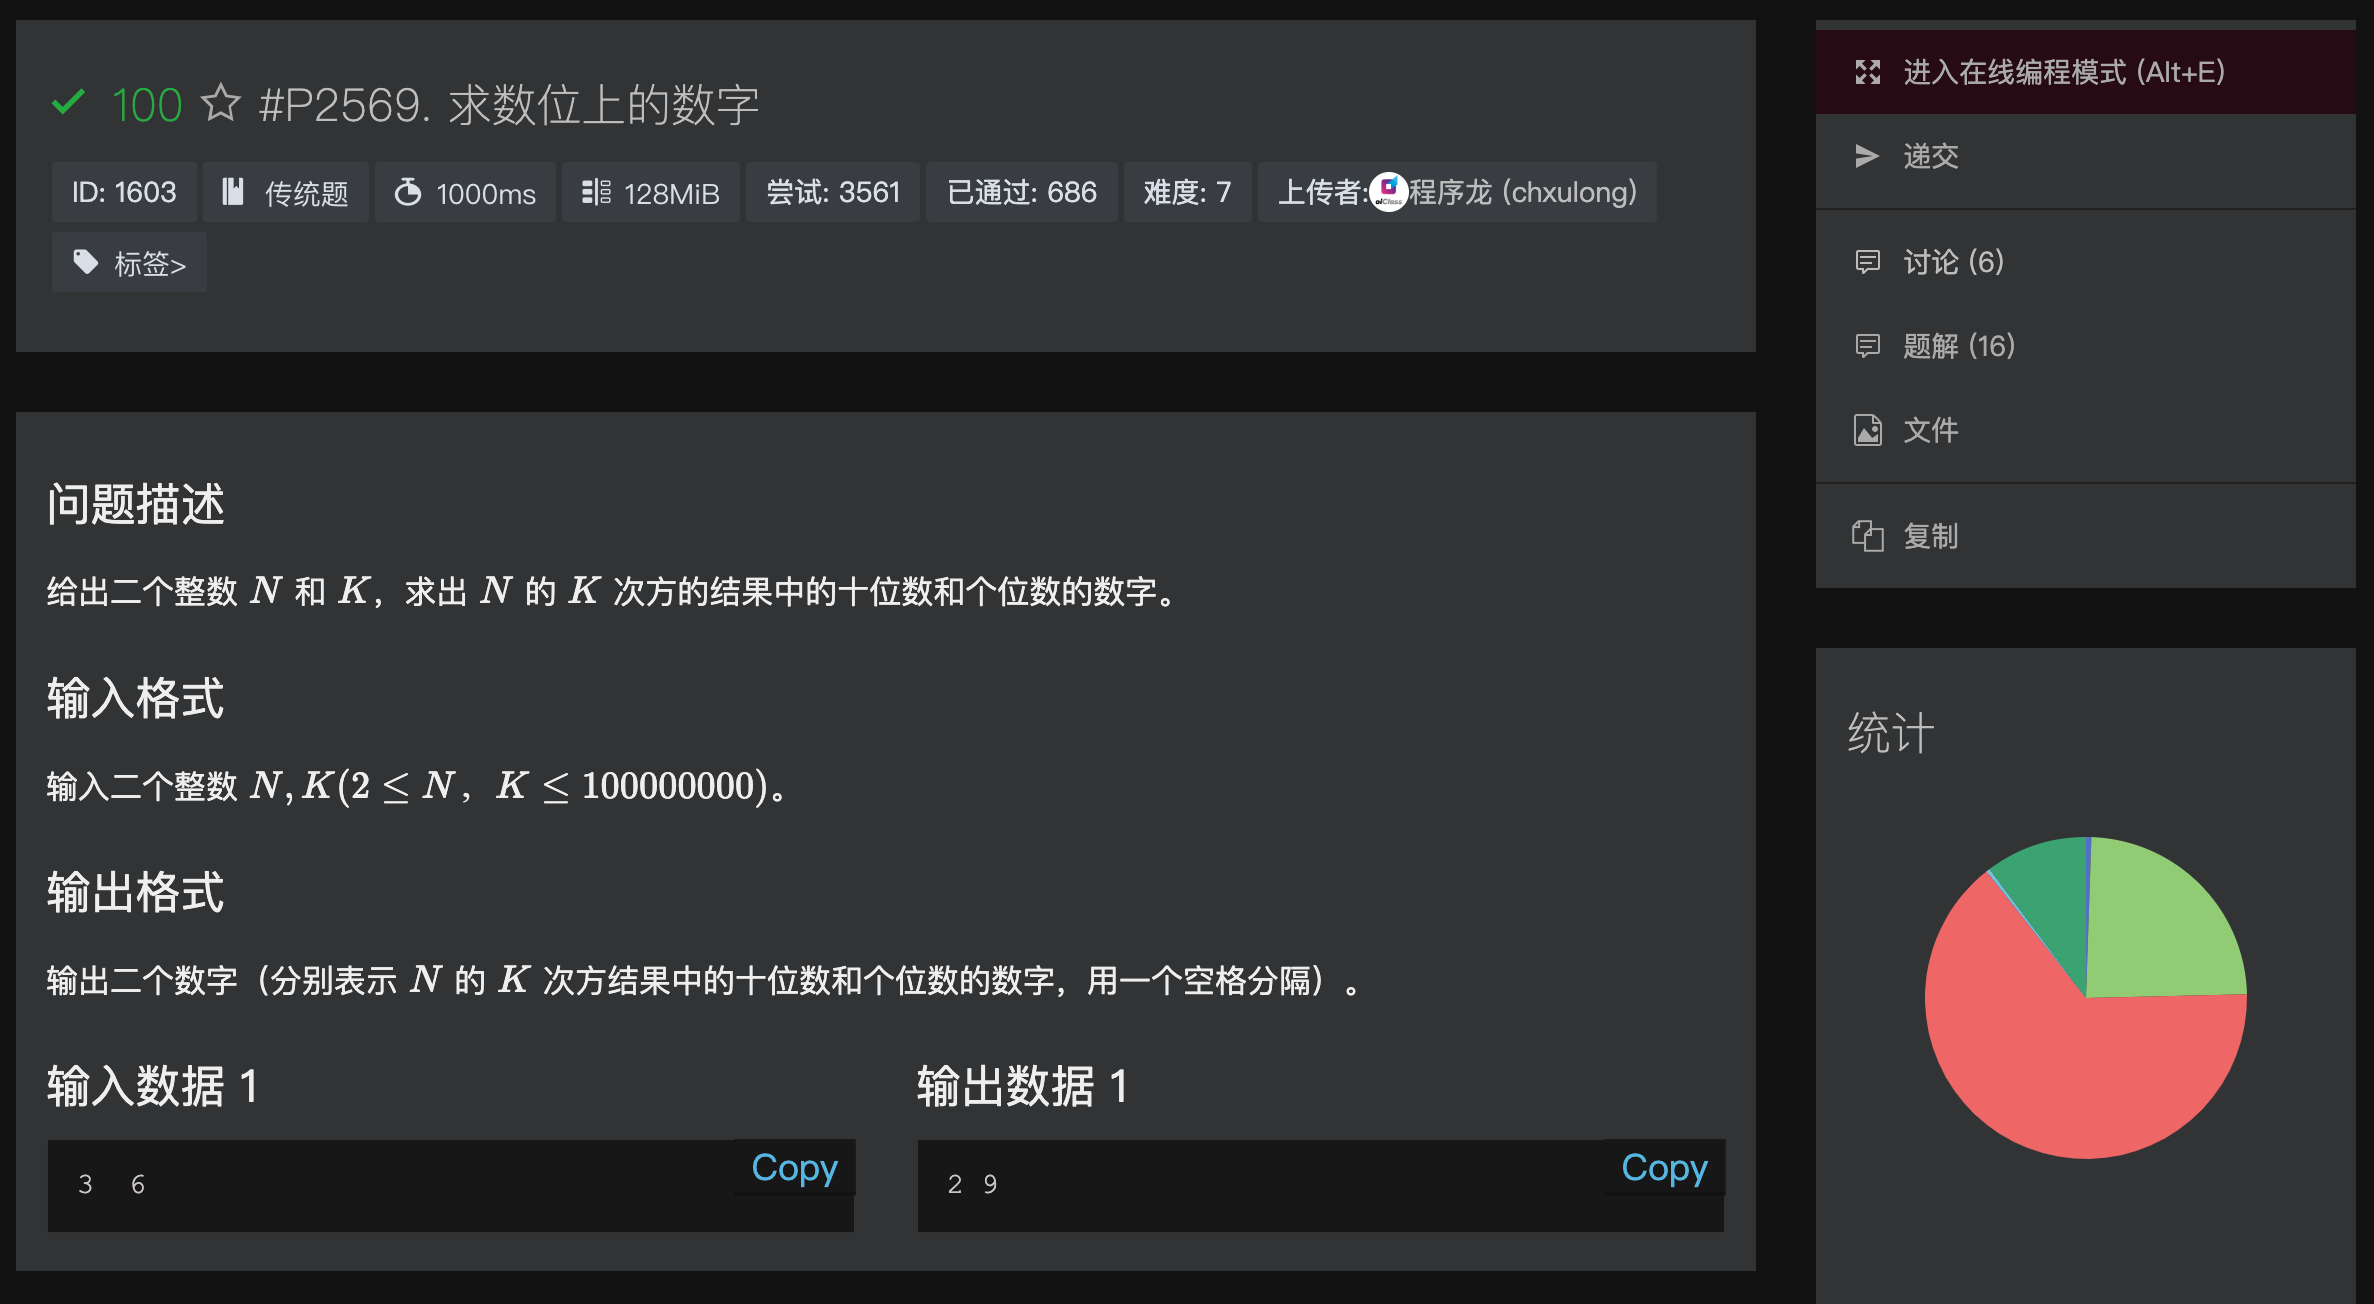 100 #P2569. 求数位上的数字
ID: 1603 传统题 1000ms 128MiB 尝试: 3561 已通过: 686 难度: 7 上传者: oiClass 程序龙 (chxulong)
标签>
问题描述
给出二个整数 N 和 K，求出 N 的 K 次方的结果中的十位数和个位数的数字。
输入格式
输入二个整数 N, K(2 ≤ N，K ≤ 100000000)。
输出格式
输出二个数字（分别表示 N 的 K 次方结果中的十位数和个位数的数字，用一个空格分隔）。
输入数据 1
Copy
3  6
输出数据 1
Copy
2 9
进入在线编程模式 (Alt+E)
递交
讨论 (6)
题解 (16)
文件
复制
统计